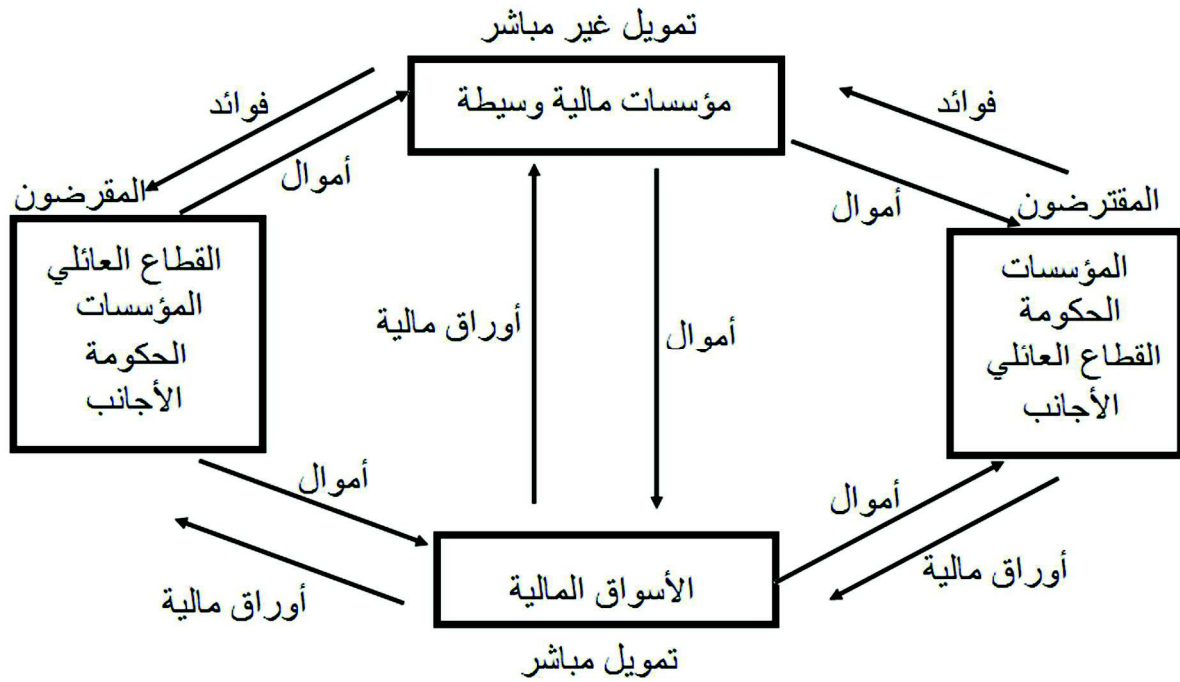 تمويل غير مباشر
مؤسسات مالية وسيطة
فوائد
فوائد
أموال
أموال
المقرضون
المقترضون
القطاع العائلي
المؤسسات
الحكومة
الأجانب
المؤسسات
الحكومة
القطاع العائلي
الأجانب
أوراق مالية
أموال
أموال
أموال
أوراق مالية
أوراق مالية
الأسواق المالية
تمويل مباشر